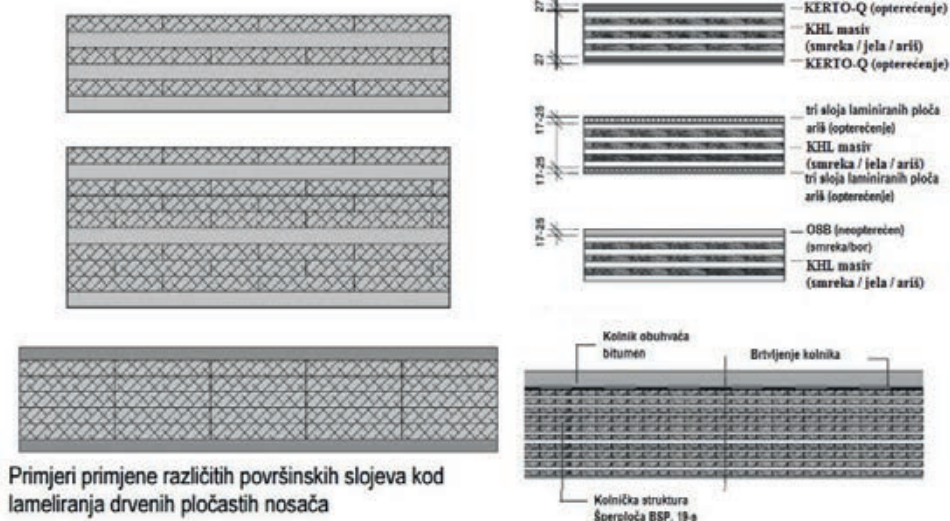 27
KERTO-Q (opterećenje)
KHL masiv
(smreka / jela / ariš)
27
KERTO-Q (opterećenje)
17-25
tri sloja laminiranih ploča
ariš (opterećenje)
KHL masiv
(smreka / jela / ariš)
17-25
tri sloja laminiranih ploča
ariš (opterećenje)
17-25
OSB (neopterećen)
(smreka/bor)
KHL masiv
(smreka / jela / ariš)
Kolnik obuhvaća
bitumen
Brtvljenje kolnika
Kolnička struktura
Šperploča BSP, 19-s
Primjeri primjene različitih površinskih slojeva kod
lameliranja drvenih pločastih nosača